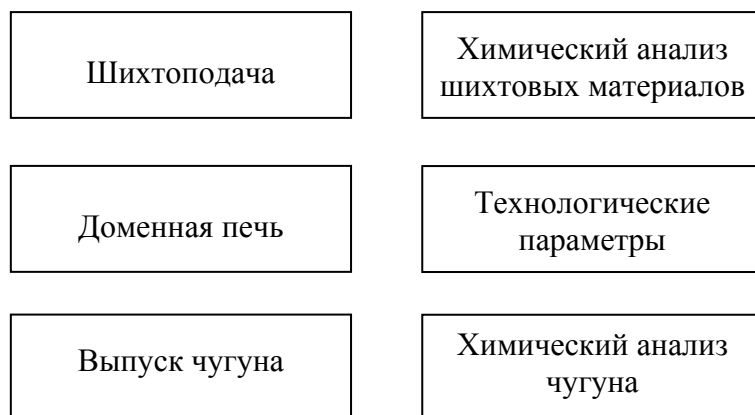 Шихтоподача
Химический анализ
шихтовых материалов
Доменная печь
Технологические
параметры
Выпуск чугуна
Химический анализ
чугуна